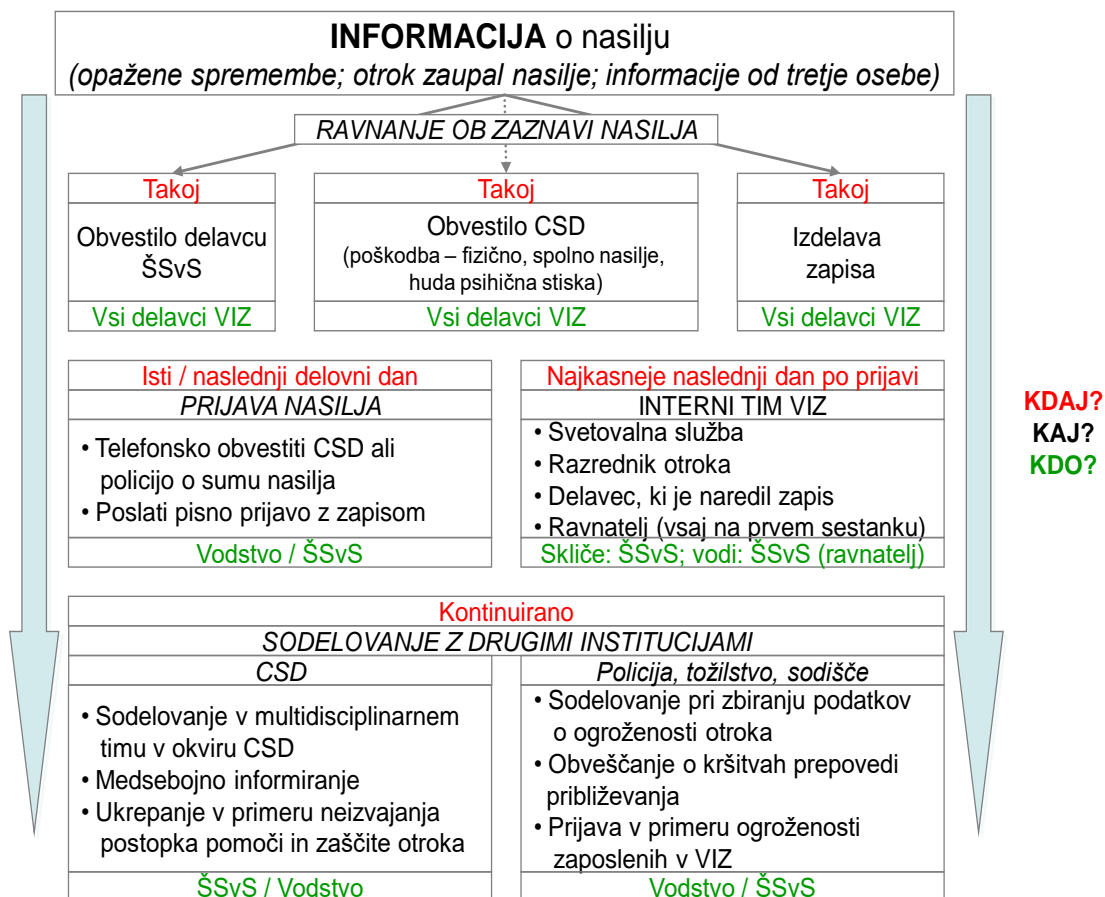 INFORMACIJA o nasilju
(opažene spremembe; otrok zaupal nasilje; informacije od tretje osebe)
RAVNANJE OB ZAZNAVI NASILJA
Takoj
Obvestilo delavcu
ŠSvS
Vsi delavci VIZ
Takoj
Obvestilo CSD
(poškodba – fizično, spolno nasilje,
huda psihična stiska)
Vsi delavci VIZ
Takoj
Izdelava
zapisa
Vsi delavci VIZ
Isti / naslednji delovni dan
PRIJAVA NASILJA
• Telefonsko obvestiti CSD ali
policijo o sumu nasilja
• Poslati pisno prijavo z zapisom
Vodstvo / ŠSvS
Najkasneje naslednji dan po prijavi
INTERNI TIM VIZ
• Svetovalna služba
• Razrednik otroka
• Delavec, ki je naredil zapis
• Ravnatelj (vsaj na prvem sestanku)
Skliče: ŠSvS; vodi: ŠSvS (ravnatelj)
KDAJ?
KAJ?
KDO?
Kontinuirano
SODELOVANJE Z DRUGIMI INSTITUCIJAMI
CSD
• Sodelovanje v multidisciplinarnem
timu v okviru CSD
• Medsebojno informiranje
• Ukrepanje v primeru neizvajanja
postopka pomoči in zaščite otroka
ŠSvS / Vodstvo
Policija, tožilstvo, sodišče
• Sodelovanje pri zbiranju podatkov
o ogroženosti otroka
• Obveščanje o kršitvah prepovedi
približevanja
• Prijava v primeru ogroženosti
zaposlenih v VIZ
Vodstvo / ŠSvS